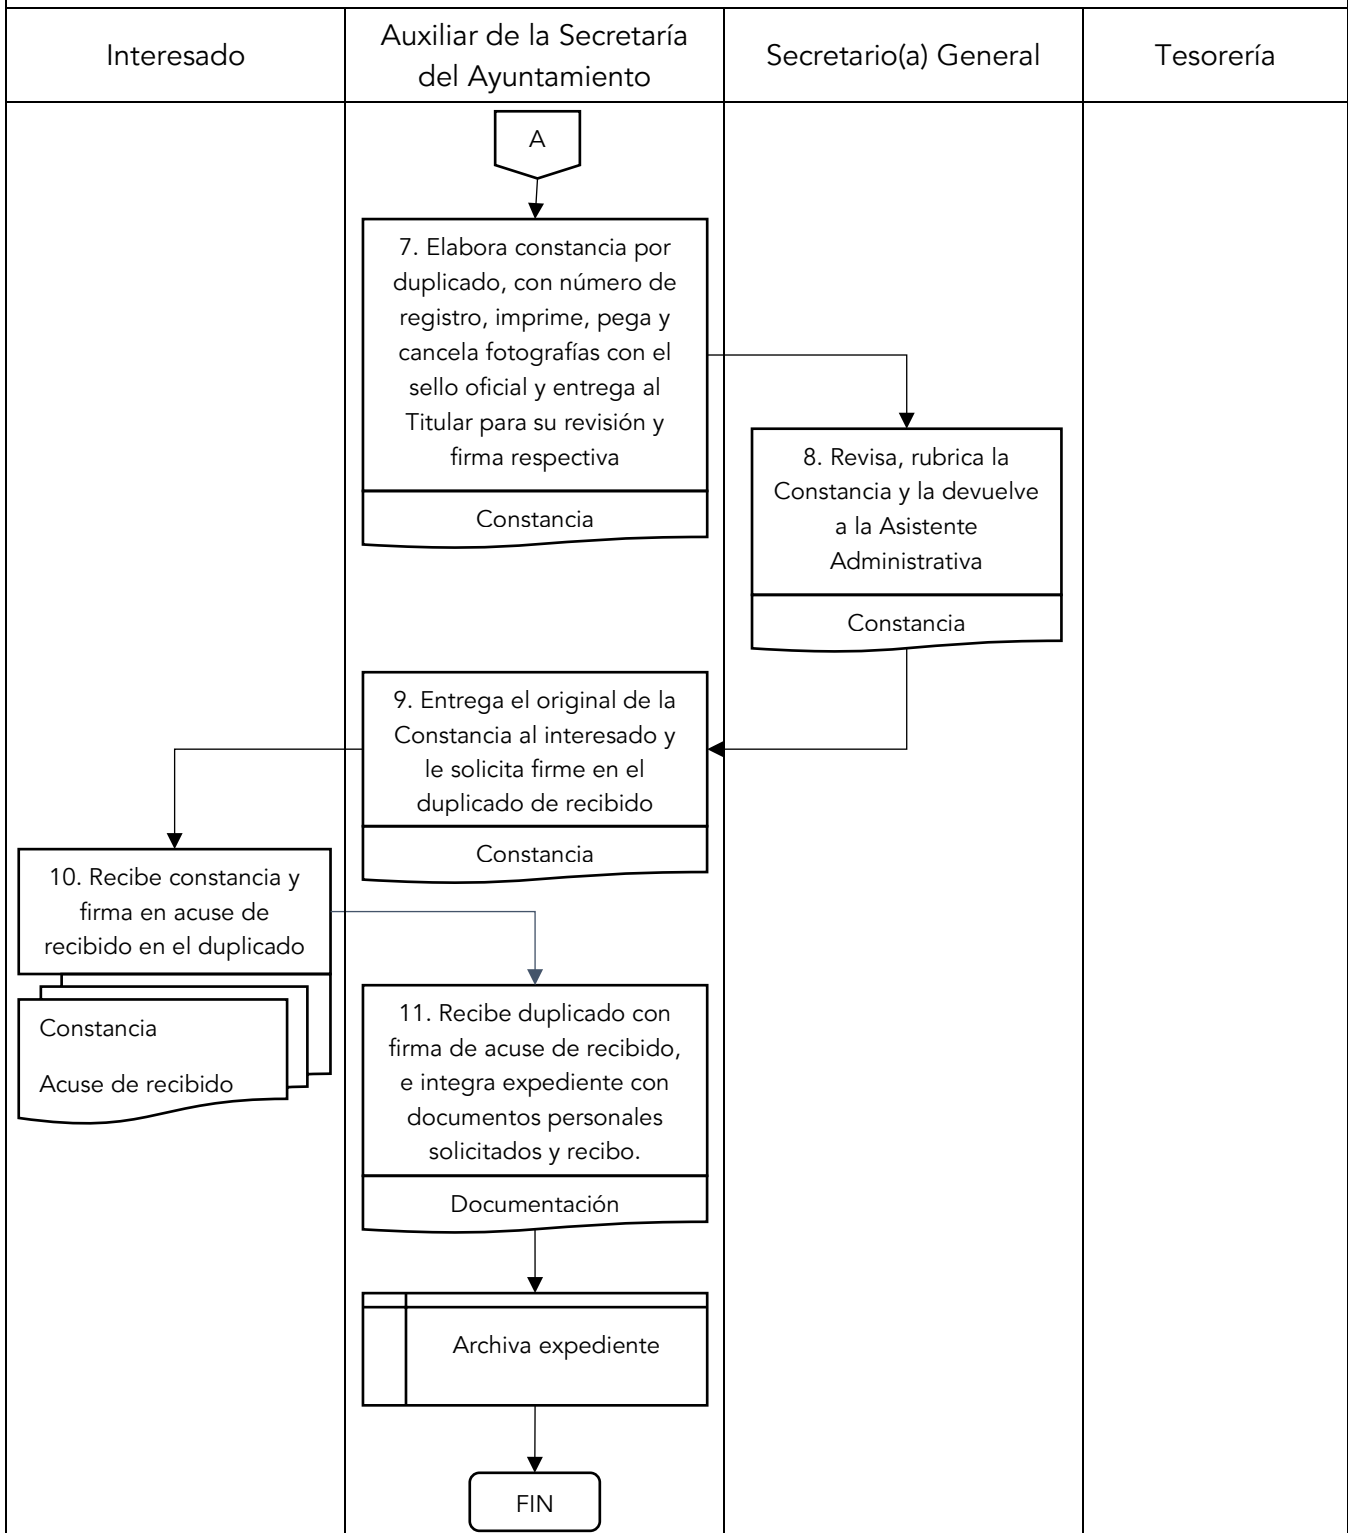 Interesado
Auxiliar de la Secretaría
del Ayuntamiento
Secretario(a) General
Tesorería
A
7. Elabora constancia por
duplicado, con número de
registro, imprime, pega y
cancela fotografías con el
sello oficial y entrega al
Titular para su revisión y
firma respectiva
Constancia
8. Revisa, rubrica la
Constancia y la devuelve
a la Asistente
Administrativa
Constancia
9. Entrega el original de la
Constancia al interesado y
le solicita firme en el
duplicado de recibido
Constancia
10. Recibe constancia y
firma en acuse de
recibido en el duplicado
Constancia
Acuse de recibido
11. Recibe duplicado con
firma de acuse de recibido,
e integra expediente con
documentos personales
solicitados y recibo.
Documentación
Archiva expediente
FIN